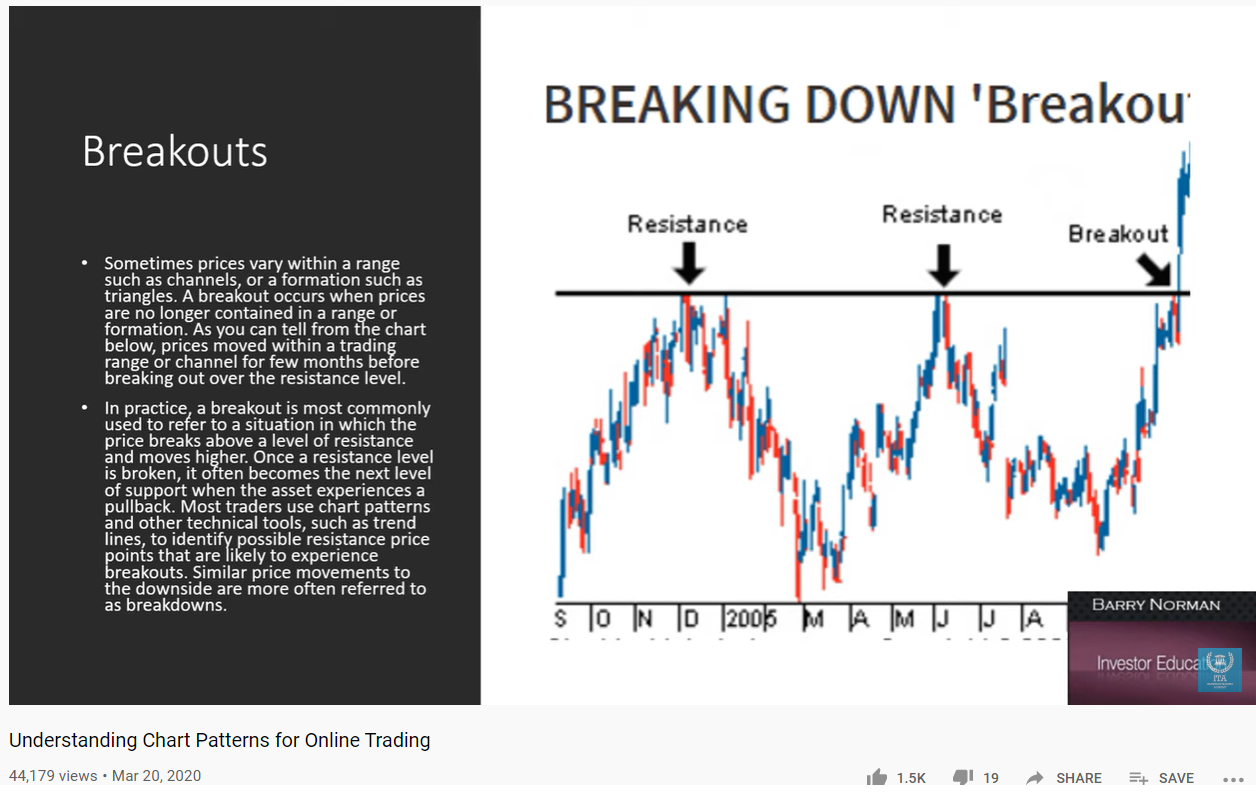 Breakouts
• Sometimes prices vary within a range
such as channels, or a formation such as
triangles. A breakout occurs when prices
are no longer contained in a range or
formation. As you can tell from the chart
below, prices moved within a trading
range or channel for few months before
breaking out over the resistance level.
• In practice, a breakout is most commonly
used to refer to a situation in which the
price breaks above a level of resistance
and moves higher. Once a resistance level
is broken, it often becomes the next level
of support when the asset experiences a
pullback. Most traders use chart patterns
and other technical tools, such as trend
lines, to identify possible resistance price
points that are likely to experience
breakouts. Similar price movements to
the downside are more often referred to
as breakdowns.
BREAKING DOWN 'Breakou
Resistance
Resistance
Breakout
S O N D 2005 M A M J J A
BARRY NORMAN
Investor Educat
ITA
Understanding Chart Patterns for Online Trading
44,179 views • Mar 20, 2020
1.5K 19 SHARE SAVE